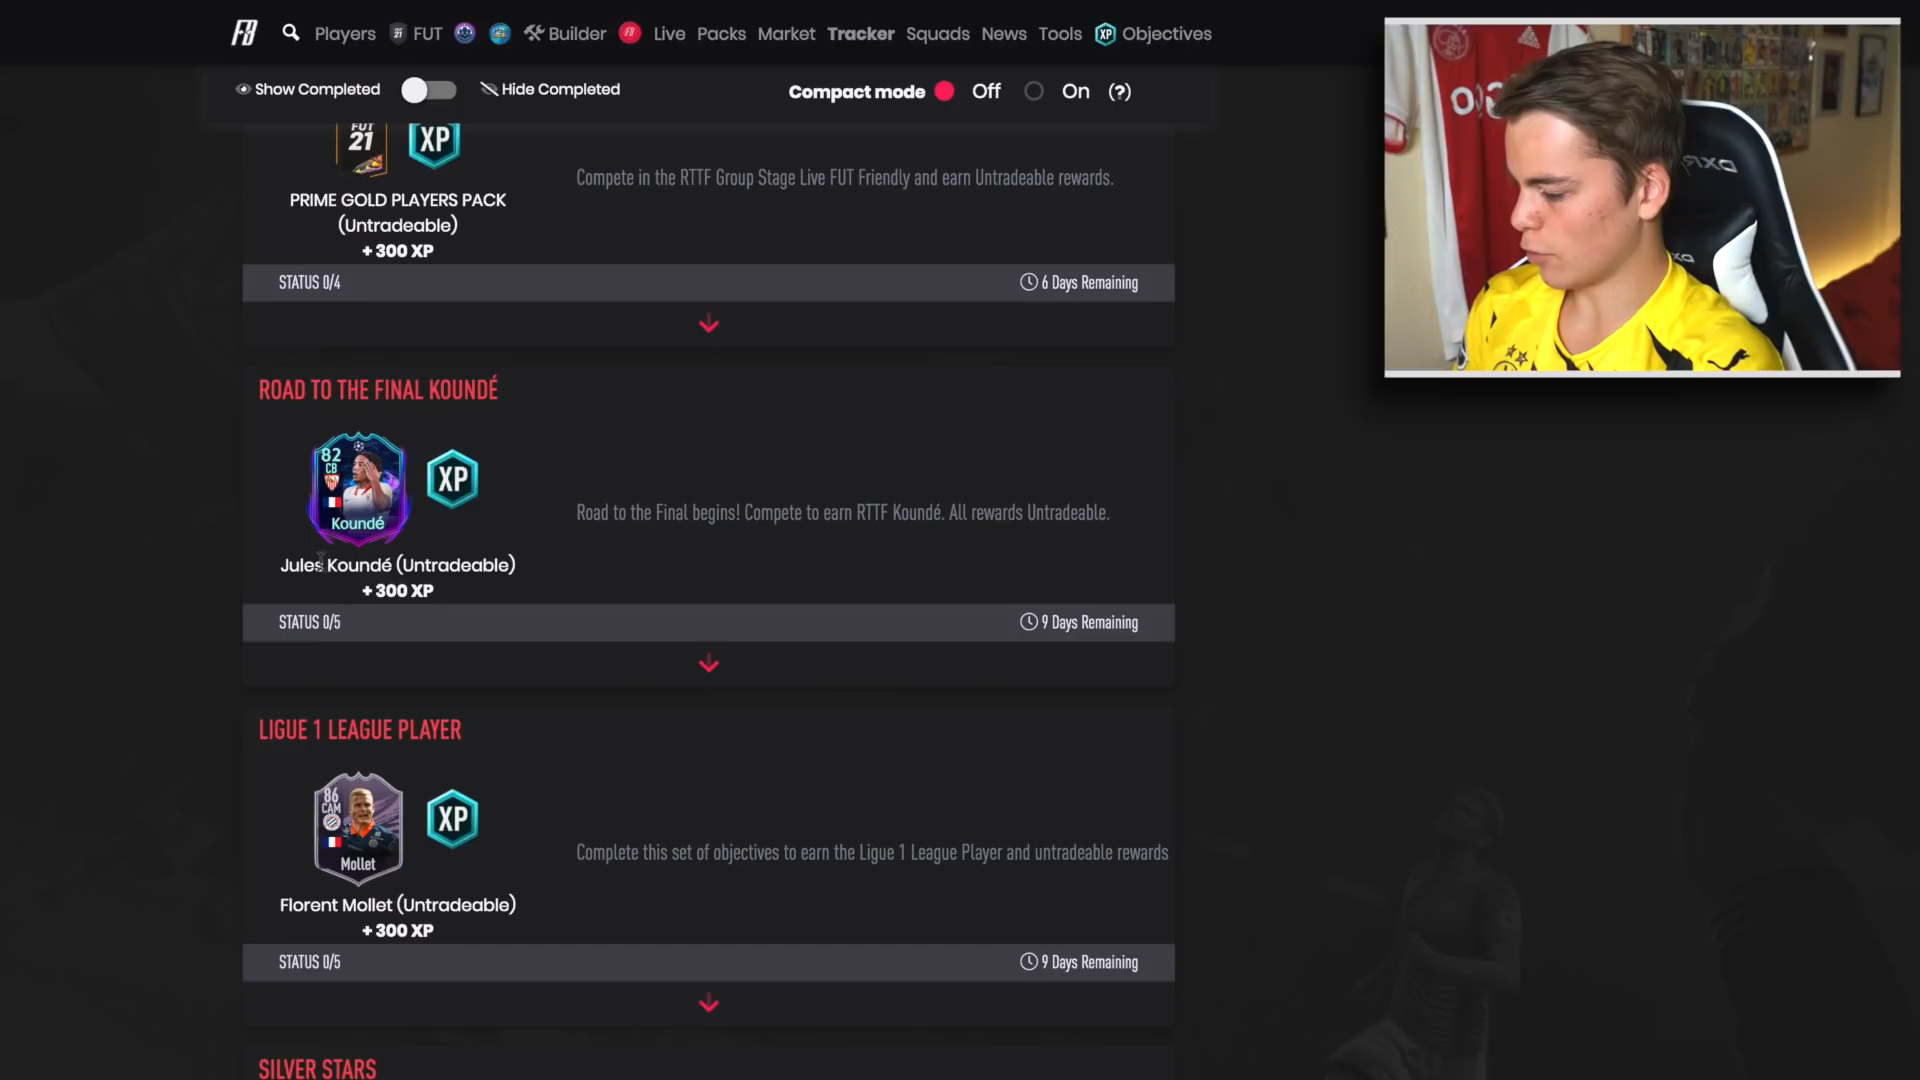 Players FUT Builder Live Packs Market Tracker Squads News Tools XP Objectives
Show Completed Hide Completed Compact mode Off On (?)
FUT
21
XP
PRIME GOLD PLAYERS PACK
(Untradeable)
+ 300 XP
Compete in the RTTF Group Stage Live FUT Friendly and earn Untradeable rewards.
STATUS 0/4
6 Days Remaining
ROAD TO THE FINAL KOUNDÉ
82
CB
Koundé
XP
Jules Koundé (Untradeable)
+ 300 XP
Road to the Final begins! Compete to earn RTTF Koundé. All rewards Untradeable.
STATUS 0/5
9 Days Remaining
LIGUE 1 LEAGUE PLAYER
86
CAM
Mollet
XP
Florent Mollet (Untradeable)
+ 300 XP
Complete this set of objectives to earn the Ligue 1 League Player and untradeable rewards
STATUS 0/5
9 Days Remaining
SILVER STARS